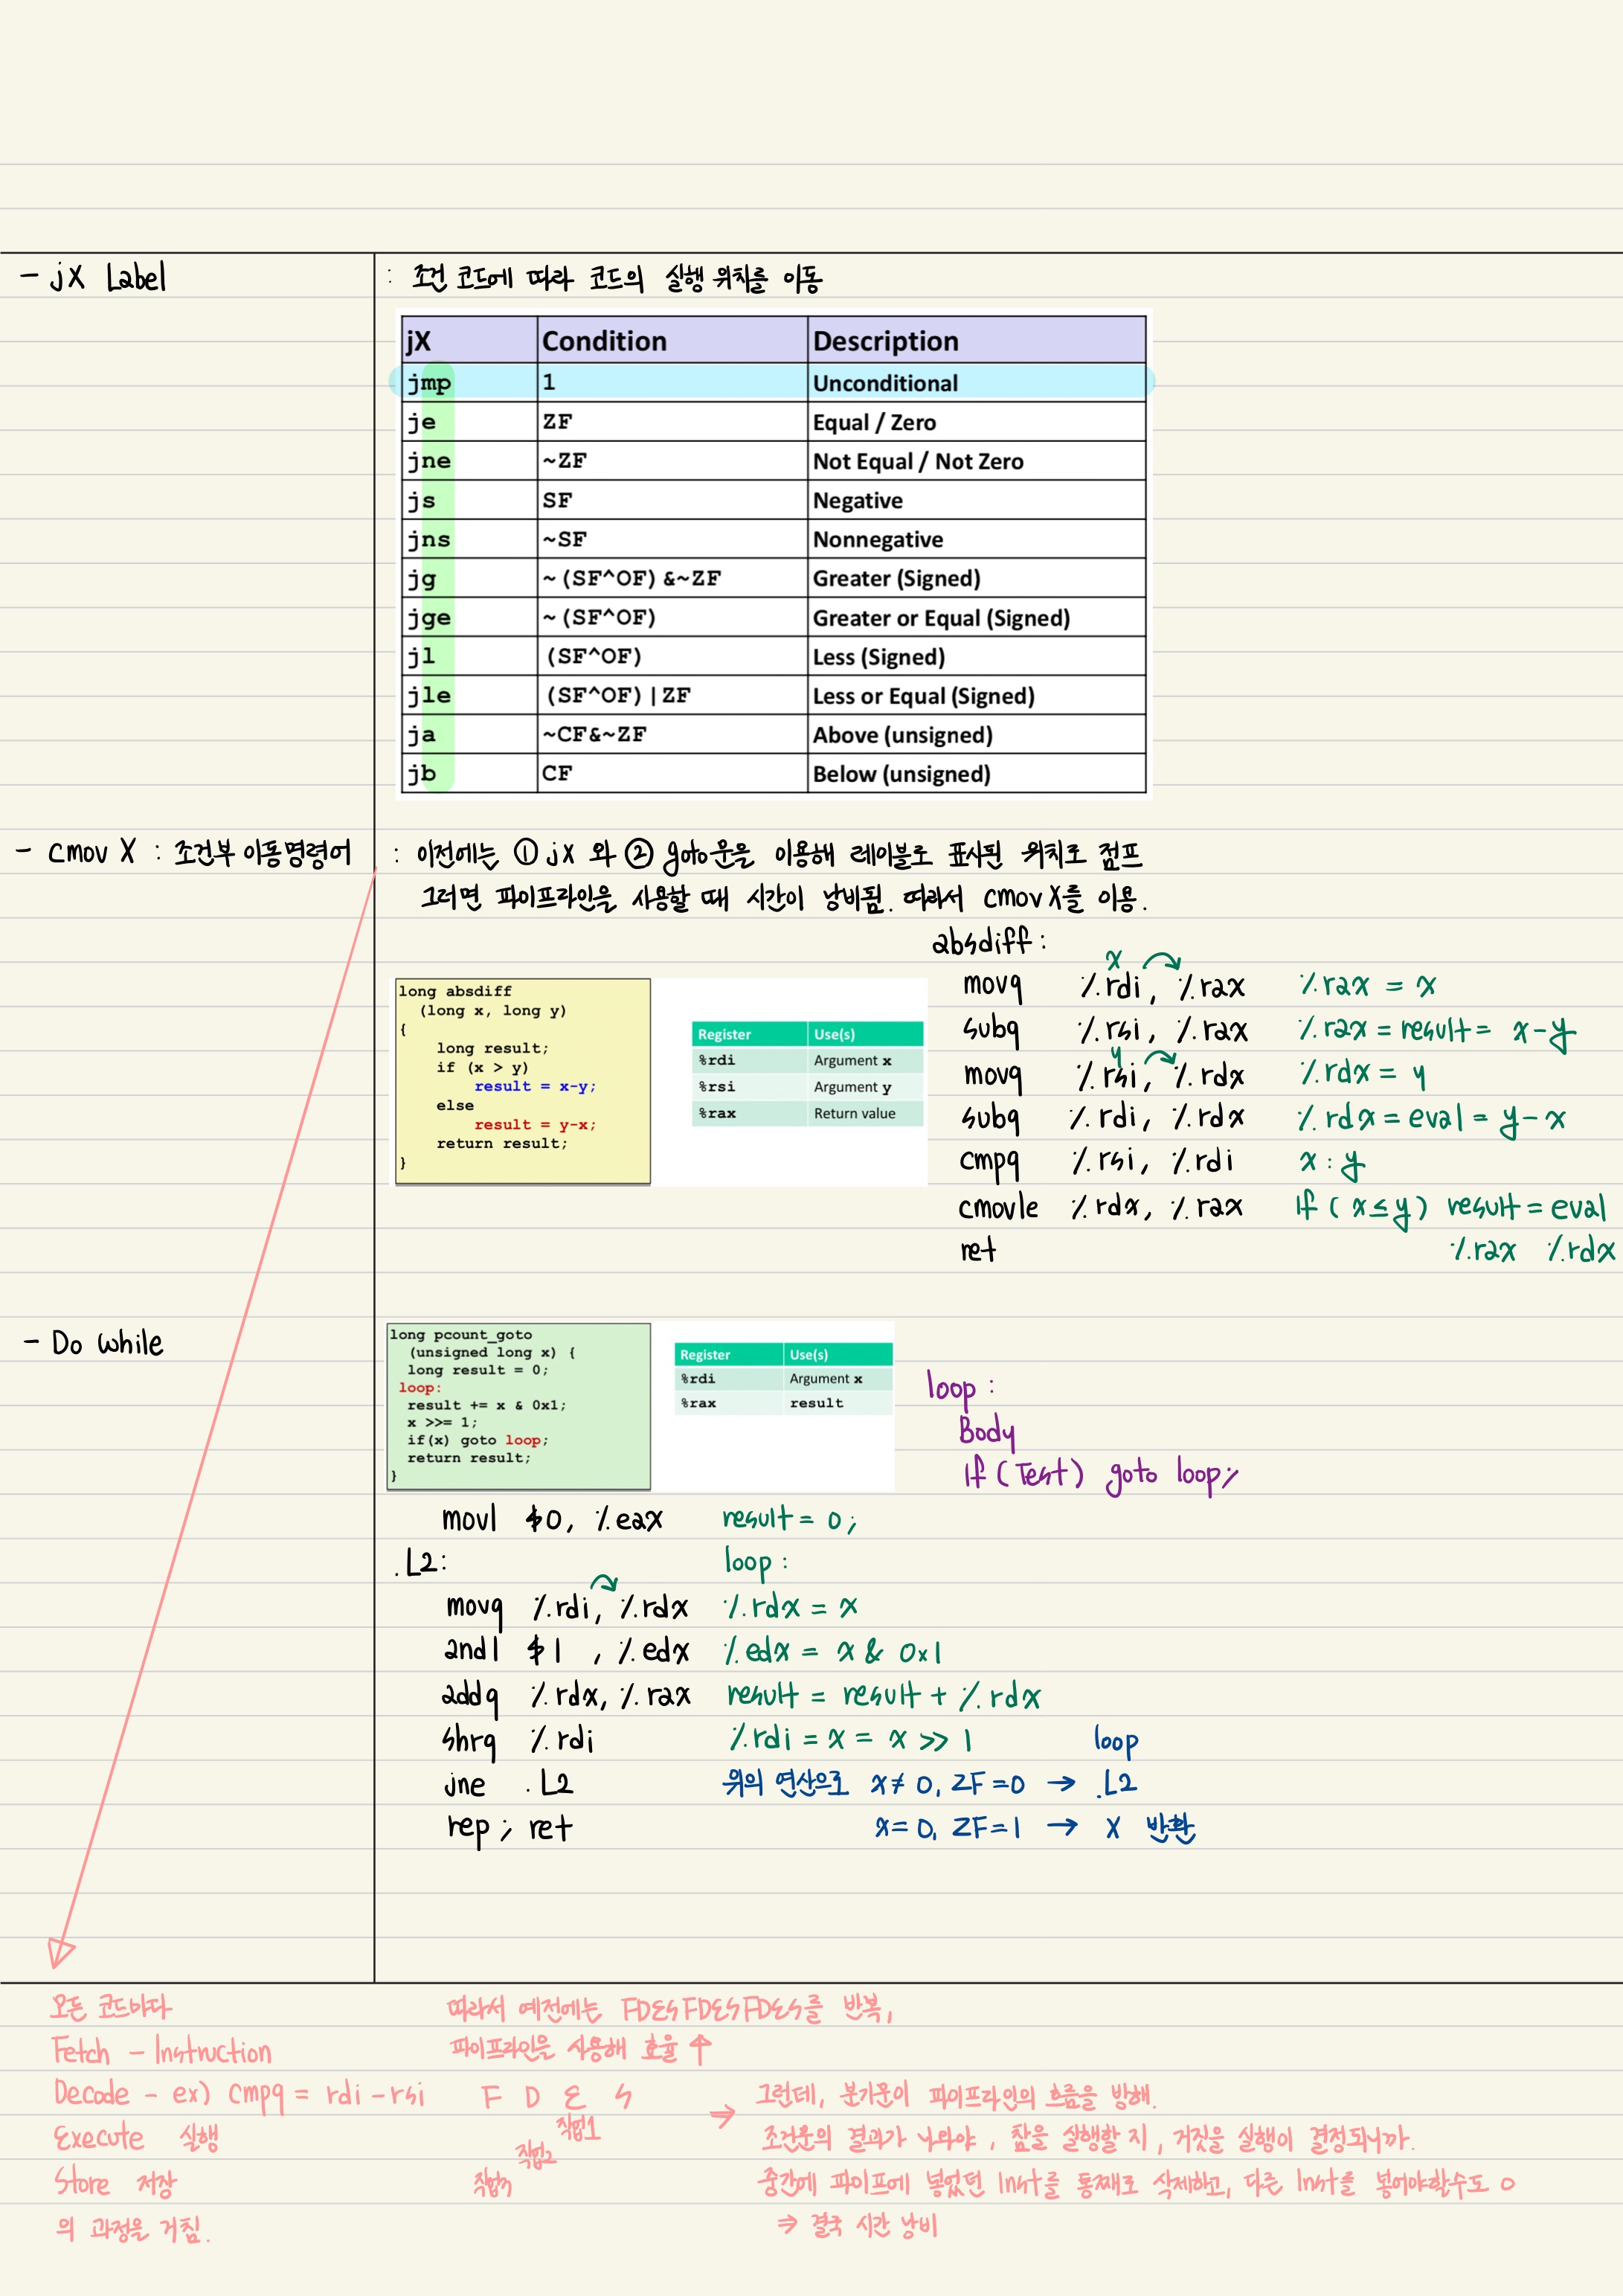 - jX Label
: 조건 코드에 따라 코드의 실행 위치를 이동
jX Condition Description
jmp 1 Unconditional
je ZF Equal / Zero
jne ~ZF Not Equal / Not Zero
js SF Negative
jns ~SF Nonnegative
jg ~(SF^OF)&~ZF Greater (Signed)
jge ~(SF^OF) Greater or Equal (Signed)
jl (SF^OF) Less (Signed)
jle (SF^OF)|ZF Less or Equal (Signed)
ja ~CF&~ZF Above (unsigned)
jb CF Below (unsigned)
- cmov X : 조건부 이동명령어
: 이전에는 ① jX 와 ② goto문을 이용해 레이블로 표시된 위치로 점프
그러면 파이프라인을 사용할 때 시간이 낭비됨. 따라서 cmov X를 이용.
long absdiff
(long x, long y)
{
long result;
if (x > y)
result = x-y;
else
result = y-x;
return result;
}
Register Use(s)
%rdi Argument x
%rsi Argument y
%rax Return value
absdiff :
x
movq %rdi, %rax %rax = x
subq %rsi, %rax %rax = result = x-y
y
movq %rsi, %rdx %rdx = y
subq %rdi, %rdx %rdx = eval = y-x
cmpq %rsi, %rdi x : y
cmovle %rdx, %rax if ( x≤y ) result = eval
ret %rax %rdx
- Do while
long pcount_goto
(unsigned long x) {
long result = 0;
loop:
result += x & 0x1;
x >>= 1;
if(x) goto loop;
return result;
}
Register Use(s)
%rdi Argument x
%rax result
loop :
Body
if (Test) goto loop;
movl $0, %eax result = 0;
.L2: loop :
movq %rdi, %rdx %rdx = x
andl $1 , %edx %edx = x & 0x1
addq %rdx, %rax result = result + %rdx
shrq %rdi %rdi = x = x >> 1 loop
jne .L2 위의 연산으로 x≠0, ZF=0 → .L2
rep; ret x=0, ZF=1 → X 반환
모든 코드마다
Fetch - Instruction
Decode - ex) cmpq = rdi-rsi
Execute 실행
Store 저장
의 과정을 거침.
따라서 예전에는 FDESFDESFDES를 반복,
파이프라인을 사용해 효율 ↑
F D E S
작업1
작업2
작업3
⇒ 그런데, 분기문이 파이프라인의 흐름을 방해.
조건문의 결과가 나와야, 참을 실행할 지, 거짓을 실행이 결정되니까.
중간에 파이프에 넣었던 Inst를 통째로 삭제하고, 다른 Inst를 넣어야할수도 O
⇒ 결국 시간 낭비